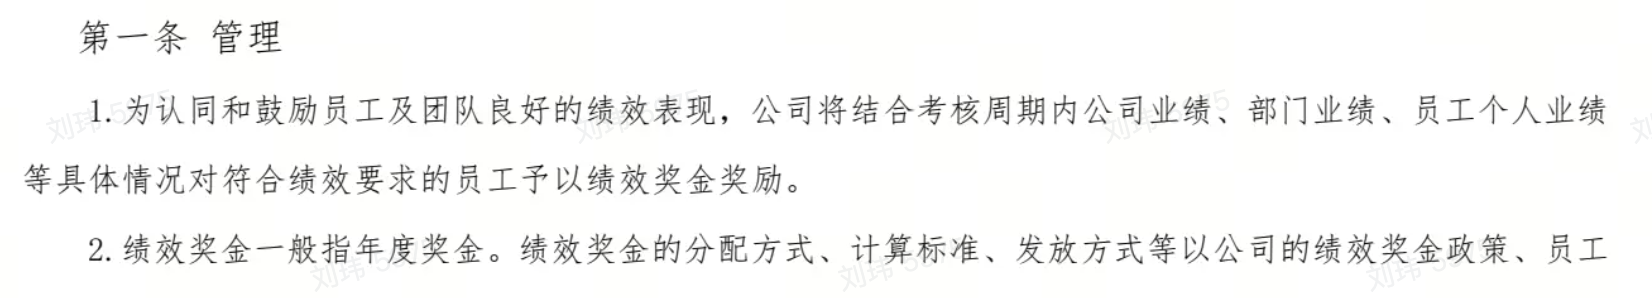 第一条 管理
1.为认同和鼓励员工及团队良好的绩效表现，公司将结合考核周期内公司业绩、部门业绩、员工个人业绩
等具体情况对符合绩效要求的员工予以绩效奖金奖励。
2.绩效奖金一般指年度奖金。绩效奖金的分配方式、计算标准、发放方式等以公司的绩效奖金政策、员工